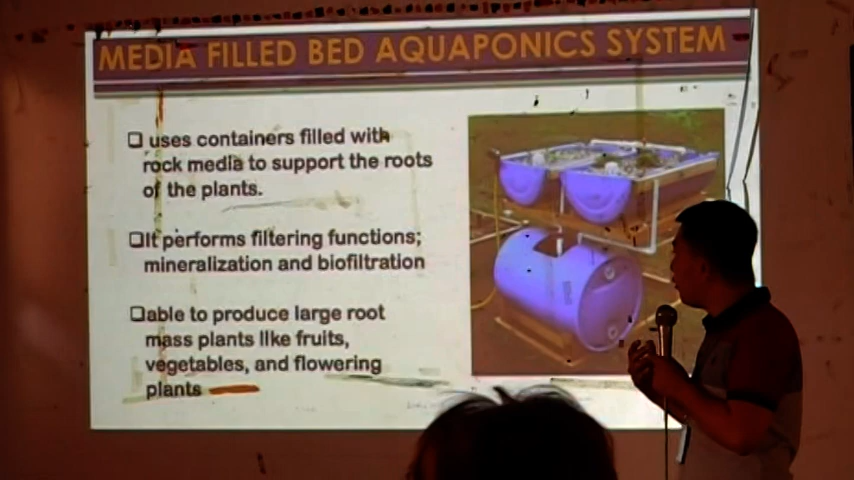 MEDIA FILLED BED AQUAPONICS SYSTEM
❑ uses containers filled with
rock media to support the roots
of the plants.
❑It performs filtering functions;
mineralization and biofiltration
❑able to produce large root
mass plants like fruits,
vegetables, and flowering
plants